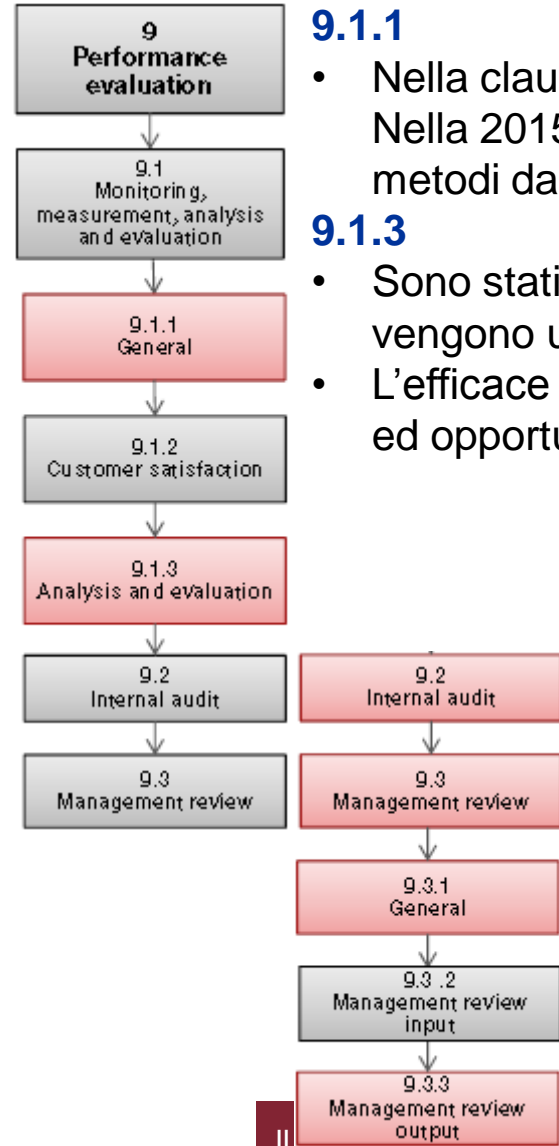 9
Performance
evaluation
9.1
Monitoring,
measurement, analysis
and evaluation
9.1.1
General
9.1.2
Customer satisfaction
9.1.3
Analysis and evaluation
9.2
Internal audit
9.3
Management review
9.1.1
• Nella clau
Nella 2015
metodi da
9.1.3
• Sono stati
vengono u
• L’efficace
ed opportu
9.2
Internal audit
9.3
Management review
9.3.1
General
9.3 .2
Management review
input
9.3.3
Management review
output